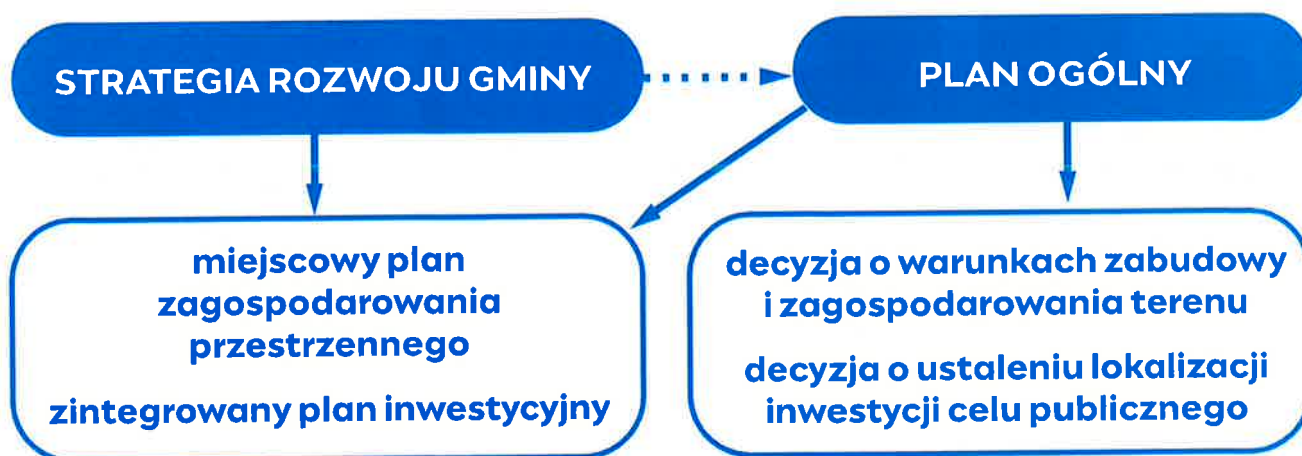 STRATEGIA ROZWOJU GMINY
PLAN OGÓLNY
miejscowy plan
zagospodarowania
przestrzennego
zintegrowany plan inwestycyjny
decyzja o warunkach zabudowy
i zagospodarowania terenu
decyzja o ustaleniu lokalizacji
inwestycji celu publicznego